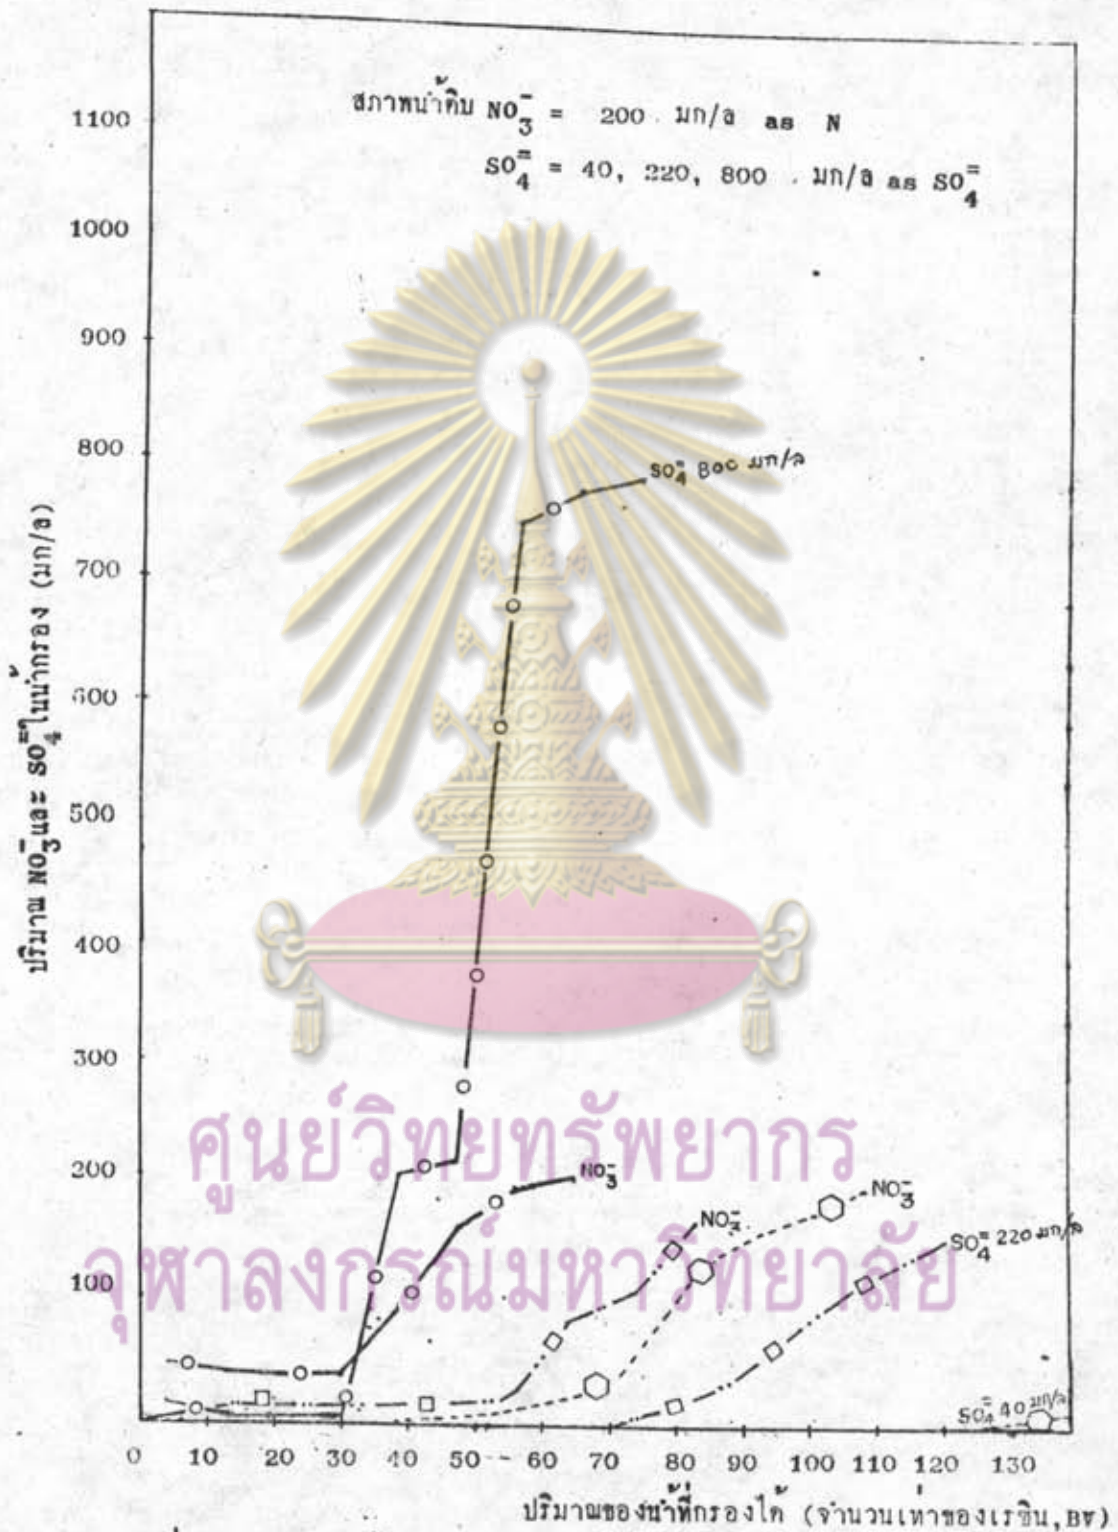 สภาพน้ำดิบ NO₃⁻ = 200 มก/ล as N
SO₄⁼ = 40, 220, 800 มก/ล as SO₄⁼
1100
1000
900
800
700
600
500
400
300
200
100
ปริมาณ NO₃⁻และ SO₄⁼ในน้ำกรอง (มก/ล)
SO₄⁼ 800 มก/ล
NO₃⁻
NO₃⁻
NO₃⁻
SO₄⁼ 220 มก/ล
SO₄⁼ 40 มก/ล
ศูนย์วิทยทรัพยากร
จุฬาลงกรณ์มหาวิทยาลัย
0 10 20 30 40 50 60 70 80 90 100 110 120 130
ปริมาณของน้ำที่กรองได้ (จำนวนเท่าของเรซิน, BV)